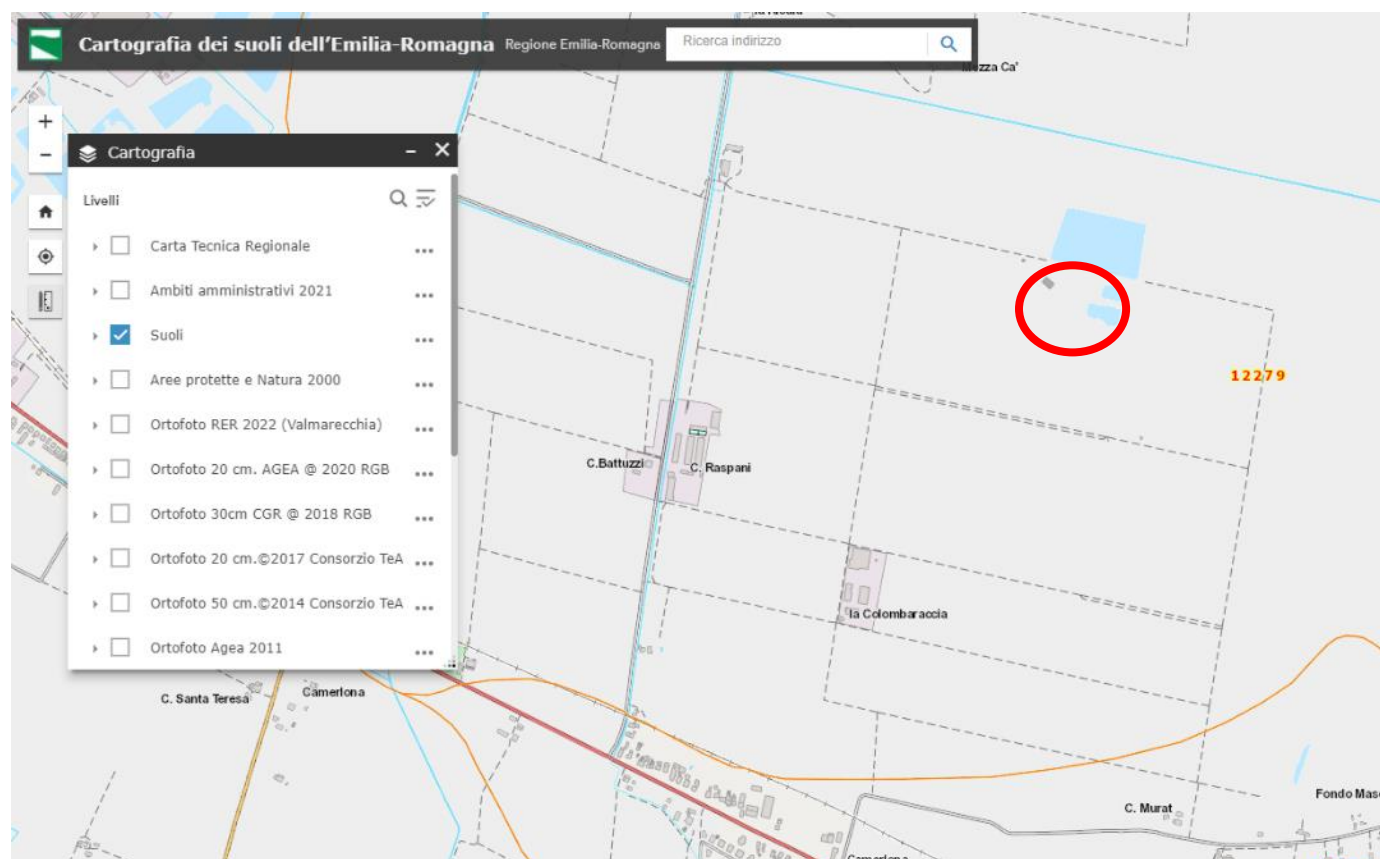 Cartografia dei suoli dell'Emilia-Romagna Regione Emilia-Romagna Ricerca indirizzo
Mezza Ca'
+
−
Cartografia
Livelli
Carta Tecnica Regionale
Ambiti amministrativi 2021
Suoli
Aree protette e Natura 2000
Ortofoto RER 2022 (Valmarecchia)
Ortofoto 20 cm. AGEA @ 2020 RGB
Ortofoto 30cm CGR @ 2018 RGB
Ortofoto 20 cm.©2017 Consorzio TeA
Ortofoto 50 cm.©2014 Consorzio TeA
Ortofoto Agea 2011
12279
C.Battuzzi
C. Raspani
la Colombaraccia
C. Santa Teresa
Camerlona
C. Murat
Fondo Mas
Camerlona